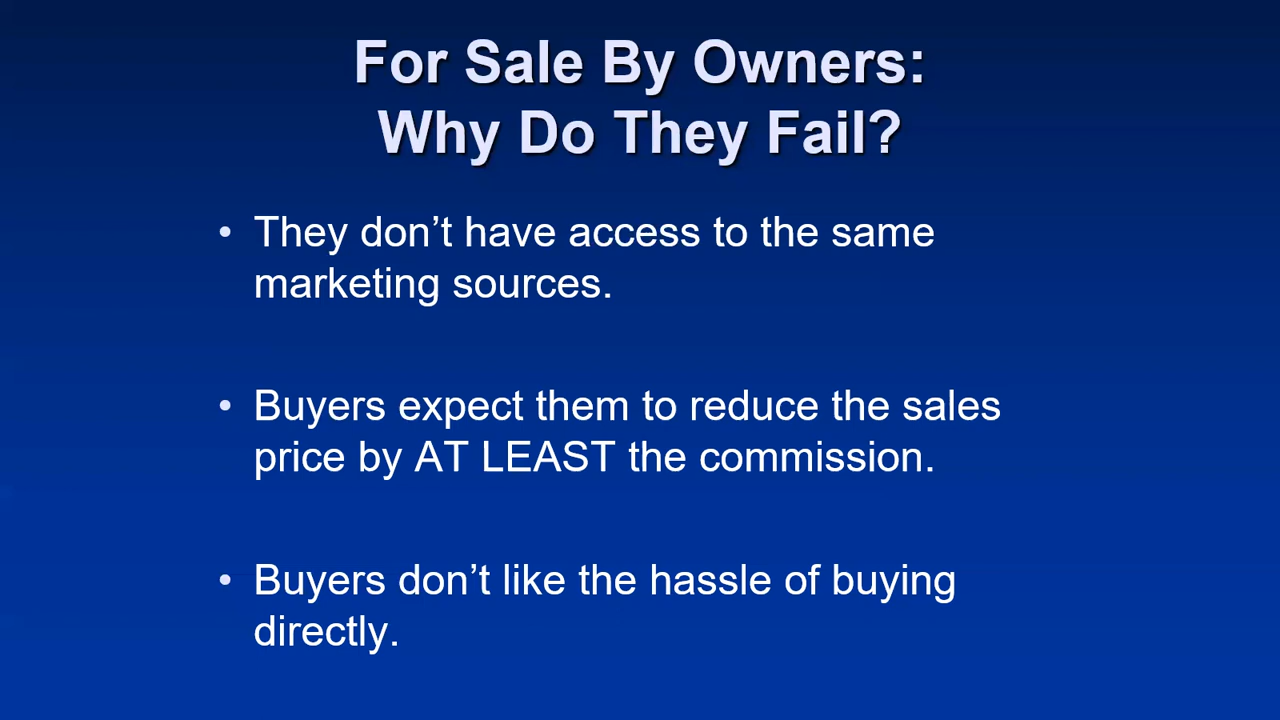 For Sale By Owners:
Why Do They Fail?
• They don’t have access to the same
marketing sources.
• Buyers expect them to reduce the sales
price by AT LEAST the commission.
• Buyers don’t like the hassle of buying
directly.